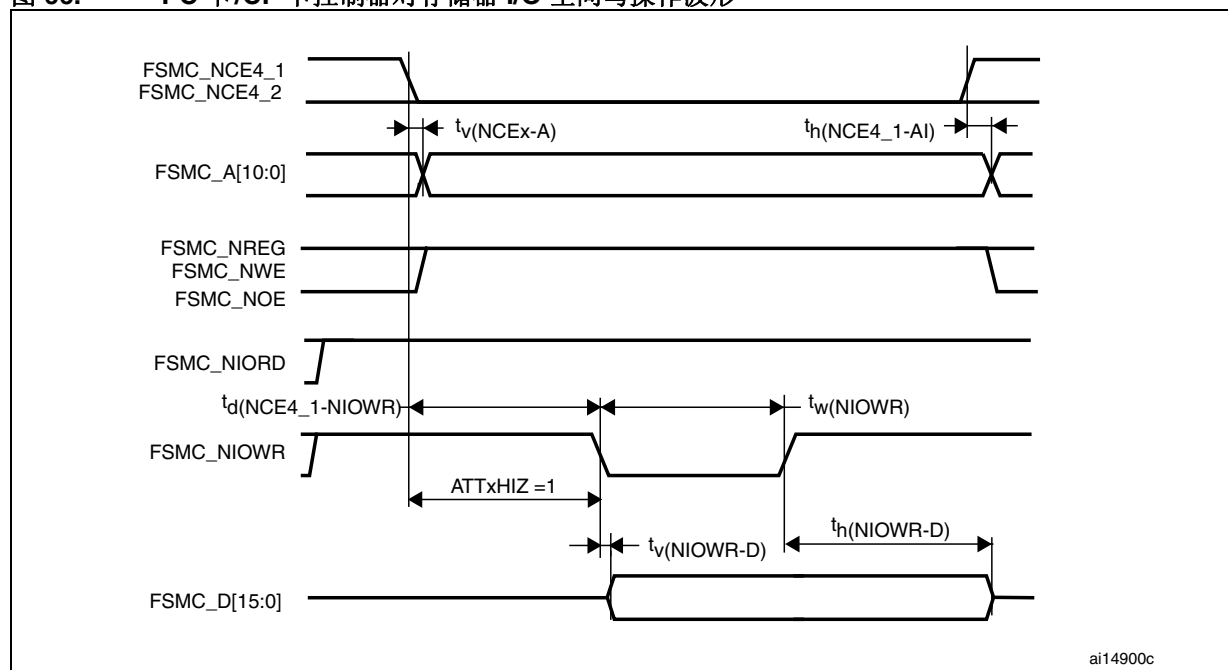 FSMC_NCE4_1
FSMC_NCE4_2
tv(NCEx-A)
th(NCE4_1-AI)
FSMC_A[10:0]
FSMC_NREG
FSMC_NWE
FSMC_NOE
FSMC_NIORD
td(NCE4_1-NIOWR)
tw(NIOWR)
FSMC_NIOWR
ATTxHIZ =1
th(NIOWR-D)
tv(NIOWR-D)
FSMC_D[15:0]
ai14900c